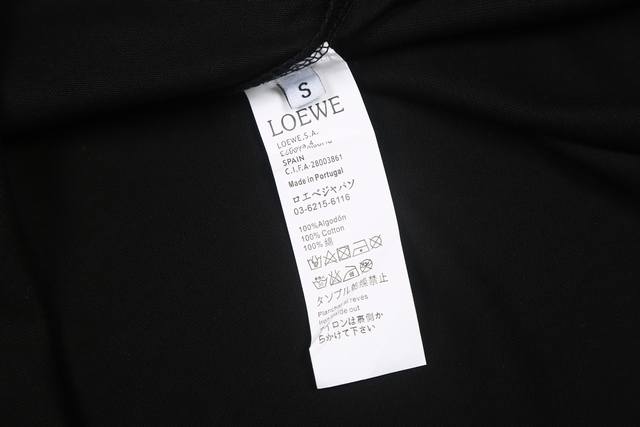 S
LOEWE
LOEWE.S.A.
SPAIN
C.I.F.A-28003861
Made in Portugal
ロエベジャパン
03-6215-6116
100%Algodón
100% Cotton
100% 綿
タンブル乾燥禁止
reves
out
アイロンは裏側か
らかけて下さい